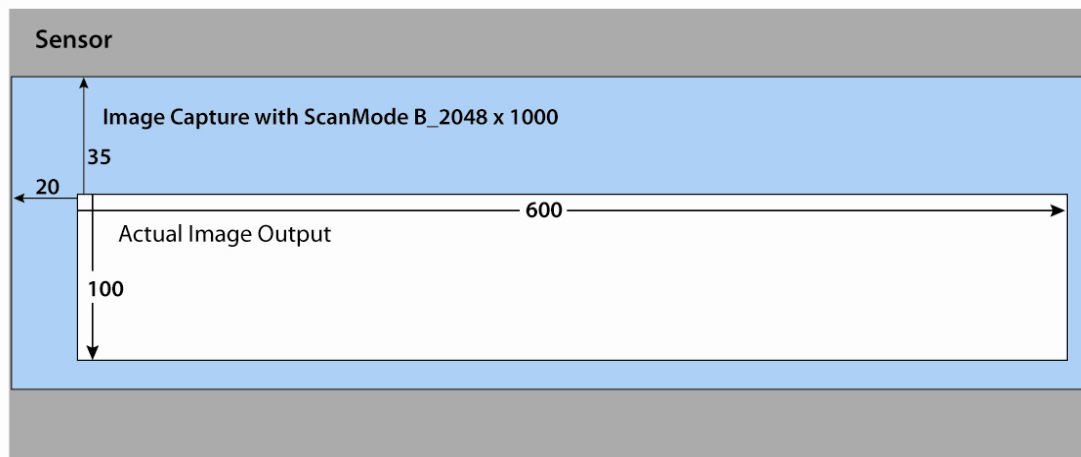 Sensor
Image Capture with ScanMode B_2048 x 1000
35
20
600
Actual Image Output
100